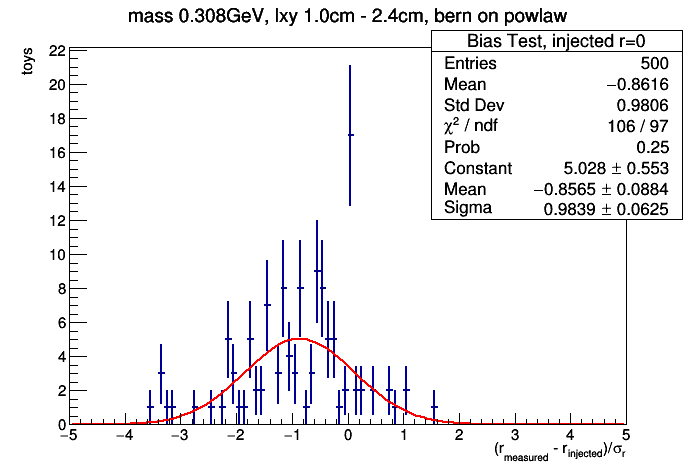 mass 0.308GeV, lxy 1.0cm - 2.4cm, bern on powlaw
toys
Bias Test, injected r=0
Entries 500
Mean −0.8616
Std Dev 0.9806
χ² / ndf 106 / 97
Prob 0.25
Constant 5.028 ± 0.553
Mean −0.8565 ± 0.0884
Sigma 0.9839 ± 0.0625
22
20
18
16
14
12
10
8
6
4
2
0
−5 −4 −3 −2 −1 0 1 2 3 4 5
(r_measured - r_injected)/σ_r